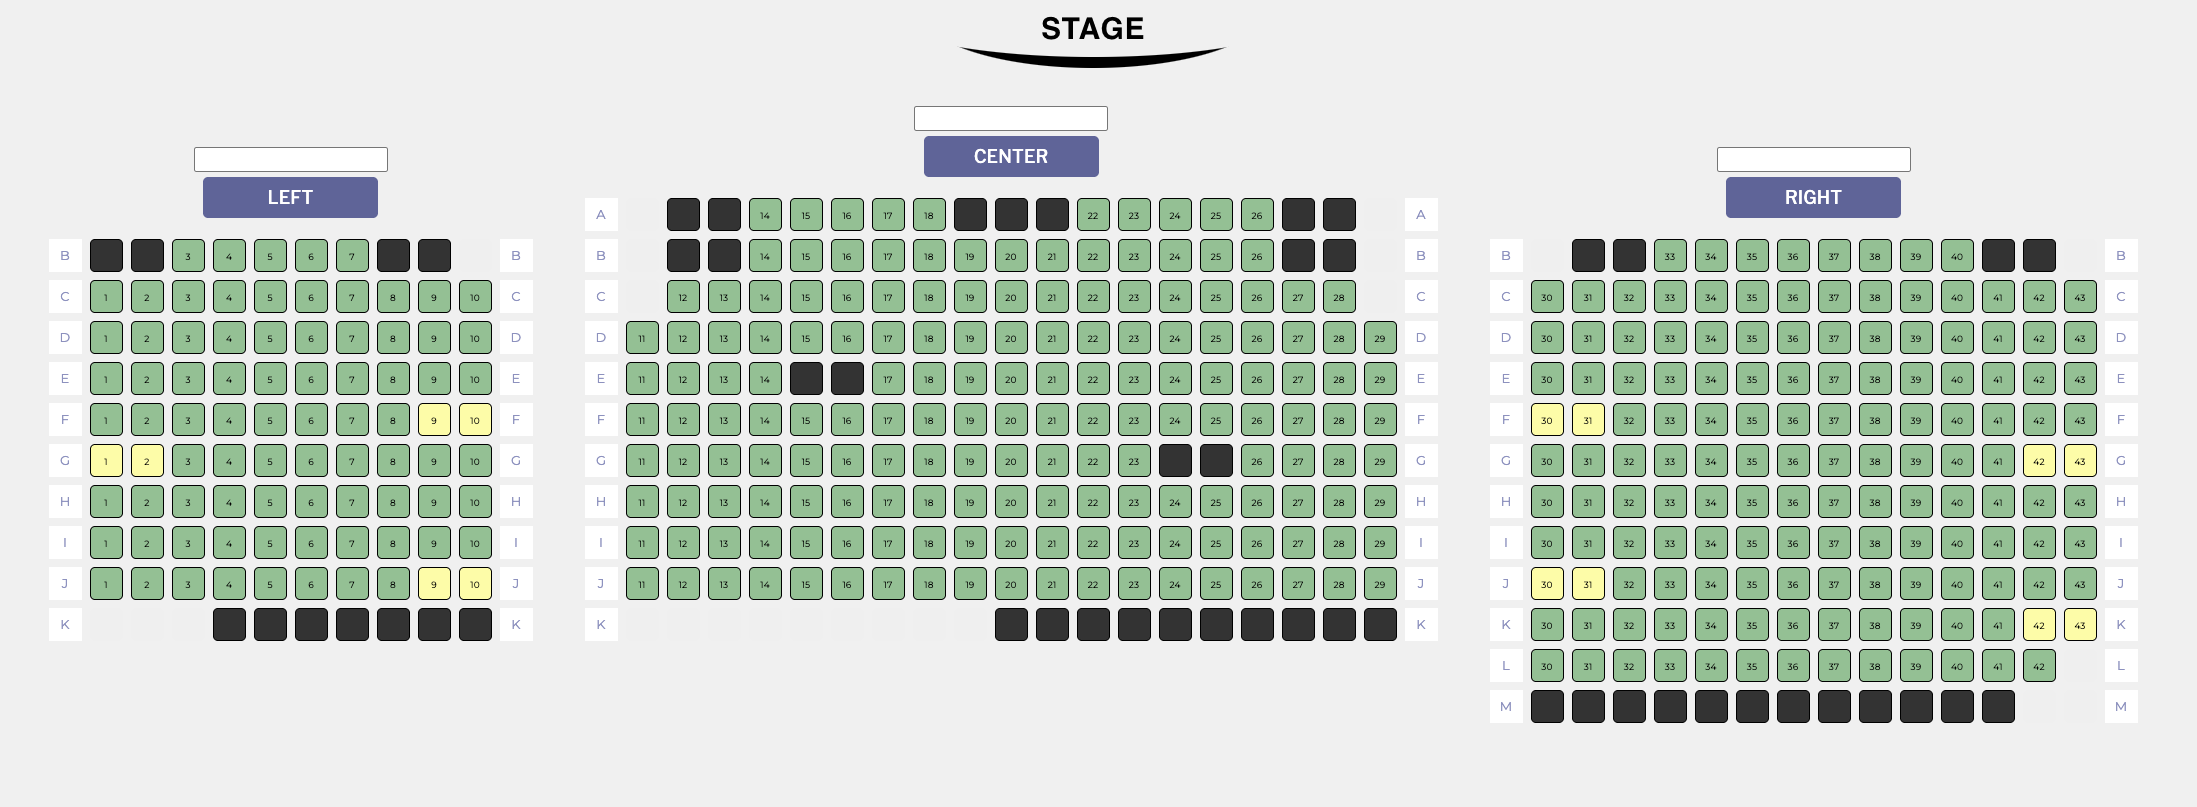 STAGE
CENTER
LEFT
RIGHT
A 14 15 16 17 18 22 23 24 25 26 A
B 3 4 5 6 7 B B 14 15 16 17 18 19 20 21 22 23 24 25 26 B B 33 34 35 36 37 38 39 40 B
C 1 2 3 4 5 6 7 8 9 10 C C 12 13 14 15 16 17 18 19 20 21 22 23 24 25 26 27 28 C C 30 31 32 33 34 35 36 37 38 39 40 41 42 43 C
D 1 2 3 4 5 6 7 8 9 10 D D 11 12 13 14 15 16 17 18 19 20 21 22 23 24 25 26 27 28 29 D D 30 31 32 33 34 35 36 37 38 39 40 41 42 43 D
E 1 2 3 4 5 6 7 8 9 10 E E 11 12 13 14 17 18 19 20 21 22 23 24 25 26 27 28 29 E E 30 31 32 33 34 35 36 37 38 39 40 41 42 43 E
F 1 2 3 4 5 6 7 8 9 10 F F 11 12 13 14 15 16 17 18 19 20 21 22 23 24 25 26 27 28 29 F F 30 31 32 33 34 35 36 37 38 39 40 41 42 43 F
G 1 2 3 4 5 6 7 8 9 10 G G 11 12 13 14 15 16 17 18 19 20 21 22 23 26 27 28 29 G G 30 31 32 33 34 35 36 37 38 39 40 41 42 43 G
H 1 2 3 4 5 6 7 8 9 10 H H 11 12 13 14 15 16 17 18 19 20 21 22 23 24 25 26 27 28 29 H H 30 31 32 33 34 35 36 37 38 39 40 41 42 43 H
I 1 2 3 4 5 6 7 8 9 10 I I 11 12 13 14 15 16 17 18 19 20 21 22 23 24 25 26 27 28 29 I I 30 31 32 33 34 35 36 37 38 39 40 41 42 43 I
J 1 2 3 4 5 6 7 8 9 10 J J 11 12 13 14 15 16 17 18 19 20 21 22 23 24 25 26 27 28 29 J J 30 31 32 33 34 35 36 37 38 39 40 41 42 43 J
K K K K K 30 31 32 33 34 35 36 37 38 39 40 41 42 43 K
L 30 31 32 33 34 35 36 37 38 39 40 41 42 L
M M